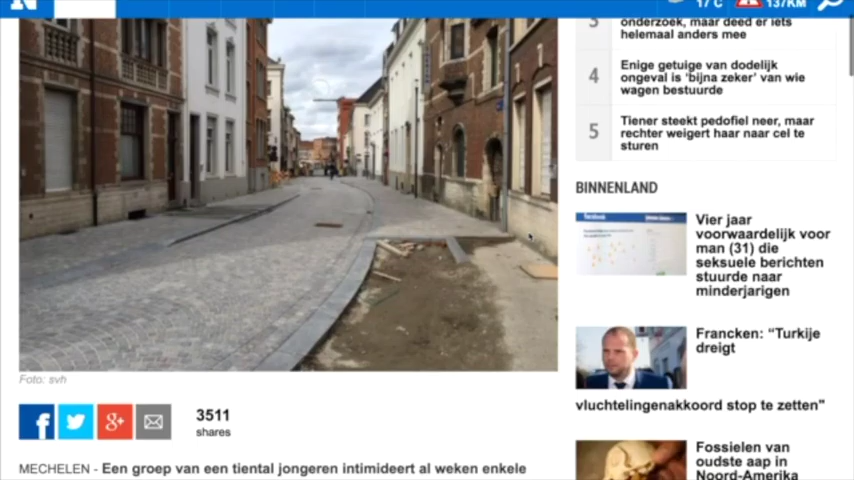 N
17°C
137KM
3
onderzoek, maar deed er iets
helemaal anders mee
4
Enige getuige van dodelijk
ongeval is 'bijna zeker' van wie
wagen bestuurde
5
Tiener steekt pedofiel neer, maar
rechter weigert haar naar cel te
sturen
BINNENLAND
facebook
Vier jaar
voorwaardelijk voor
man (31) die
seksuele berichten
stuurde naar
minderjarigen
Francken: “Turkije
dreigt
vluchtelingenakkoord stop te zetten"
Foto: svh
f
g+
3511
shares
Fossielen van
oudste aap in
Noord-Amerika
MECHELEN - Een groep van een tiental jongeren intimideert al weken enkele